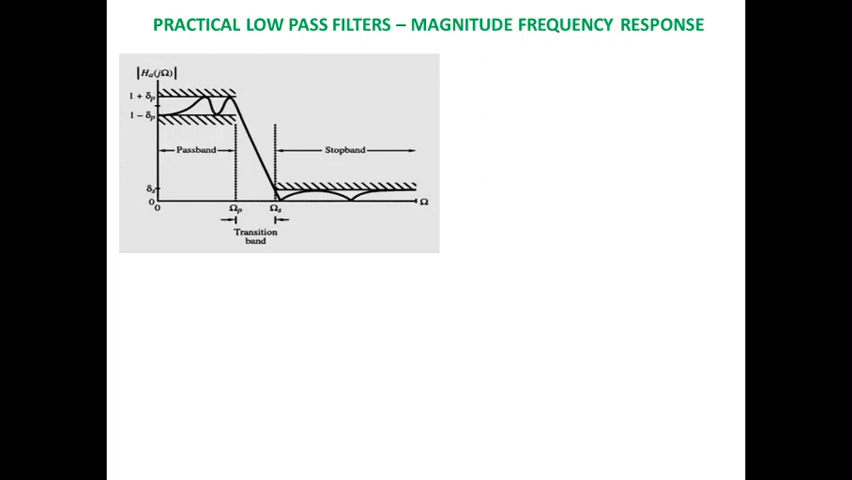 PRACTICAL LOW PASS FILTERS – MAGNITUDE FREQUENCY RESPONSE
|Ha(jΩ)|
1 + δp
1 − δp
Passband
Stopband
δs
0
0
Ωp
Ωs
Ω
Transition
band